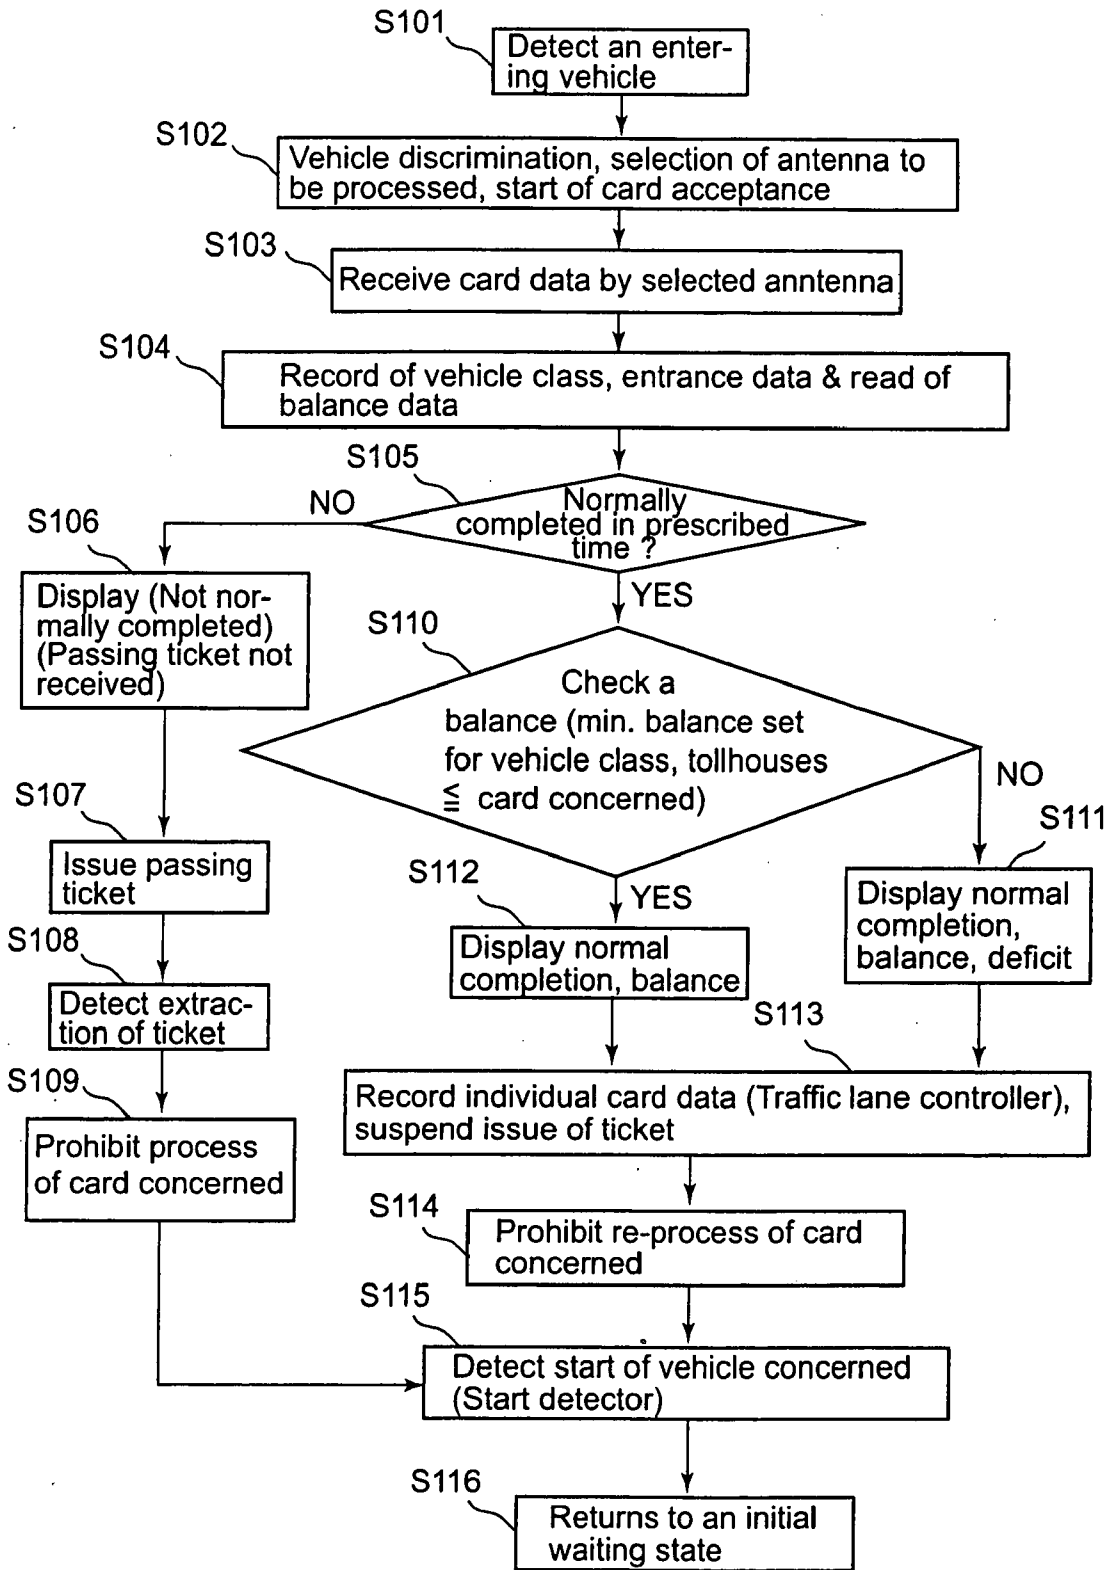 S101
Detect an enter-
ing vehicle
S102
Vehicle discrimination, selection of antenna to
be processed, start of card acceptance
S103
Receive card data by selected anntenna
S104
Record of vehicle class, entrance data & read of
balance data
S105
Normally
completed in prescribed
time ?
NO
YES
S106
Display (Not nor-
mally completed)
(Passing ticket not
received)
S110
Check a
balance (min. balance set
for vehicle class, tollhouses
≦ card concerned)
NO
YES
S107
Issue passing
ticket
S111
Display normal
completion,
balance, deficit
S112
Display normal
completion, balance
S108
Detect extrac-
tion of ticket
S113
Record individual card data (Traffic lane controller),
suspend issue of ticket
S109
Prohibit process
of card concerned
S114
Prohibit re-process of card
concerned
S115
Detect start of vehicle concerned
(Start detector)
S116
Returns to an initial
waiting state